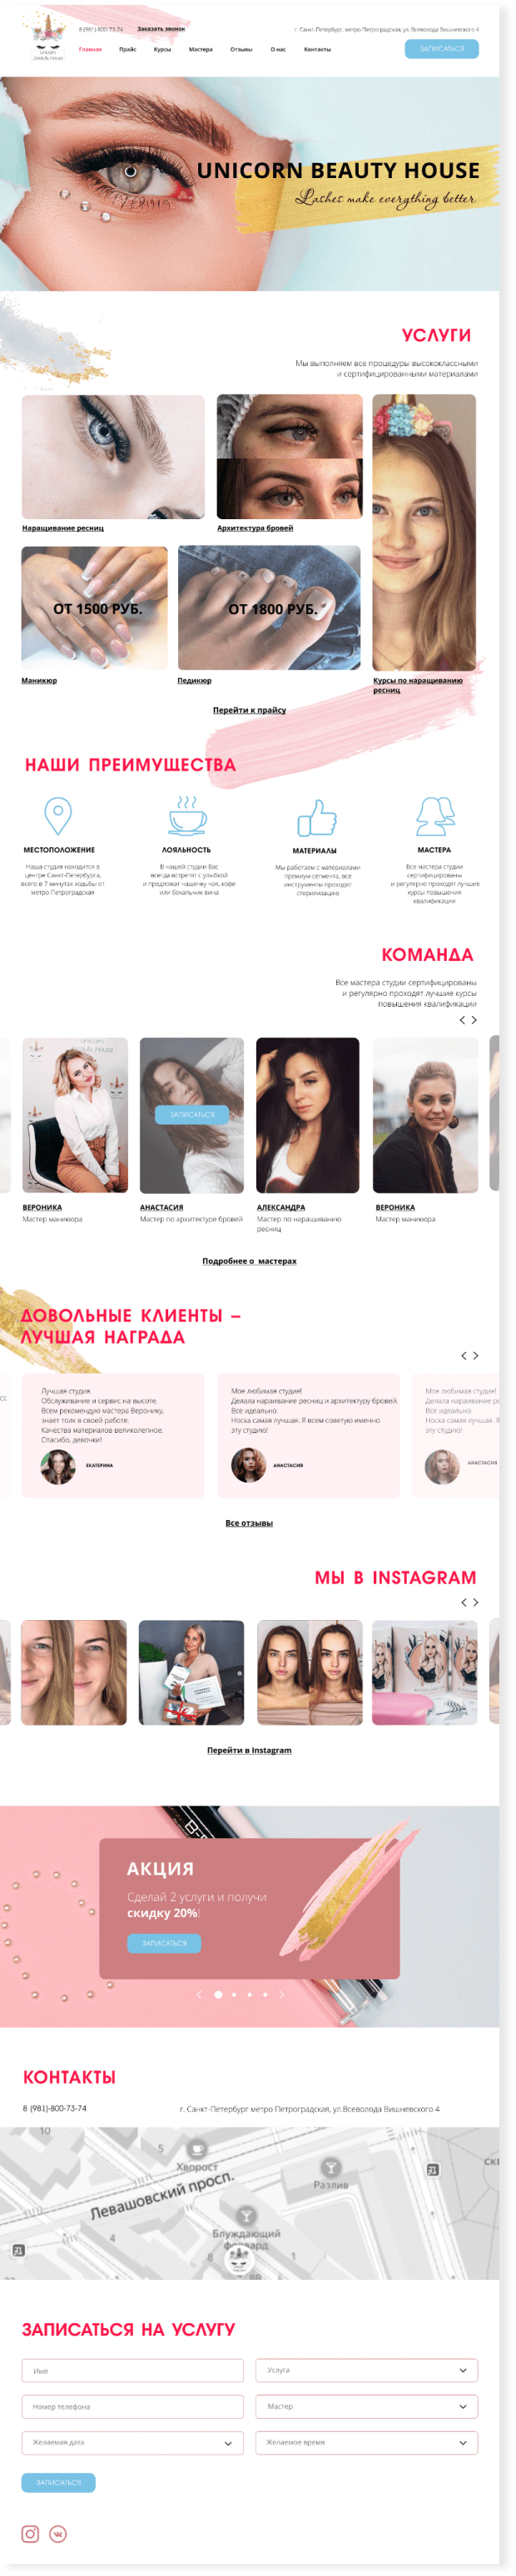 unicorn
beauty house
8 (981)-800-73-74
Заказать звонок
г. Санкт-Петербург, метро Петроградская, ул. Всеволода Вишневского 4
Главная
Прайс
Курсы
Мастера
Отзывы
О нас
Контакты
ЗАПИСАТЬСЯ
UNICORN BEAUTY HOUSE
Lashes make everything better
УСЛУГИ
Мы выполняем все процедуры высококлассными
и сертифицированными материалами
Наращивание ресниц
Архитектура бровей
ОТ 1500 РУБ.
ОТ 1800 РУБ.
Маникюр
Педикюр
Курсы по наращиванию
ресниц
Перейти к прайсу
НАШИ ПРЕИМУЩЕСТВА
МЕСТОПОЛОЖЕНИЕ
Наша студия находится в
центре Санкт-Петербурга,
всего в 7 минутах ходьбы от
метро Петроградская
ЛОЯЛЬНОСТЬ
В нашей студии Вас
всегда встретят с улыбкой
и предложат чашечку чая, кофе
или бокальчик вина
МАТЕРИАЛЫ
Мы работаем с материалами
премиум-сегмента, все
инструменты проходят
стерилизацию
МАСТЕРА
Все мастера студии
сертифицированы
и регулярно проходят лучшие
курсы повышения
квалификации
КОМАНДА
Все мастера студии сертифицированы
и регулярно проходят лучшие курсы
повышения квалификации
unicorn
ЗАПИСАТЬСЯ
ВЕРОНИКА
Мастер маникюра
АНАСТАСИЯ
Мастер по архитектуре бровей
АЛЕКСАНДРА
Мастер по наращиванию
ресниц
ВЕРОНИКА
Мастер маникюра
Подробнее о мастерах
ДОВОЛЬНЫЕ КЛИЕНТЫ –
ЛУЧШАЯ НАГРАДА
Лучшая студия.
Обслуживание и сервис на высоте.
Всем рекомендую мастера Веронику,
знает толк в своей работе.
Качества материалов великолепное.
Спасибо, девочки!
ЕКАТЕРИНА
Моя любимая студия!
Делала наращивание ресниц и архитектуру бровей.
Все идеально.
Носка самая лучшая. Я всем советую именно
эту студию!
АНАСТАСИЯ
Моя любимая студия!
Делала наращивание
Все идеально.
Носка самая лучшая. Я
эту студию!
АНАСТАСИЯ
Все отзывы
МЫ В INSTAGRAM
Перейти в Instagram
АКЦИЯ
Сделай 2 услуги и получи
скидку 20%!
ЗАПИСАТЬСЯ
КОНТАКТЫ
8 (981)-800-73-74
г. Санкт-Петербург метро Петроградская, ул.Всеволода Вишневского 4
10
5
Хворост
Разлив
Левашовский просп.
4
Блуждающий
форвард
8
1
ЗАПИСАТЬСЯ НА УСЛУГУ
Имя
Услуга
Номер телефона
Мастер
Желаемая дата
Желаемое время
ЗАПИСАТЬСЯ